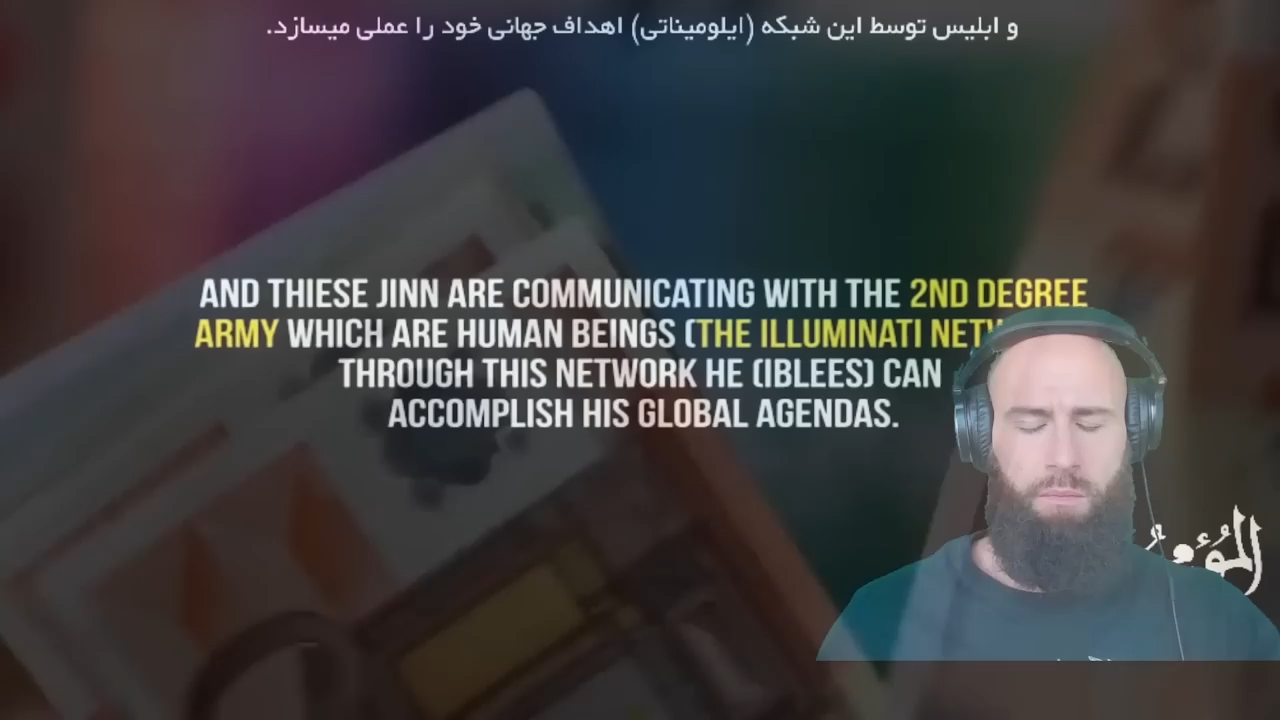 و ابلیس توسط این شبکه (ایلومیناتی) اهداف جهانی خود را عملی میسازد.
AND THIESE JINN ARE COMMUNICATING WITH THE 2ND DEGREE
ARMY WHICH ARE HUMAN BEINGS (THE ILLUMINATI
THROUGH THIS NETWORK HE (IBLEES) CAN
ACCOMPLISH HIS GLOBAL AGENDAS.